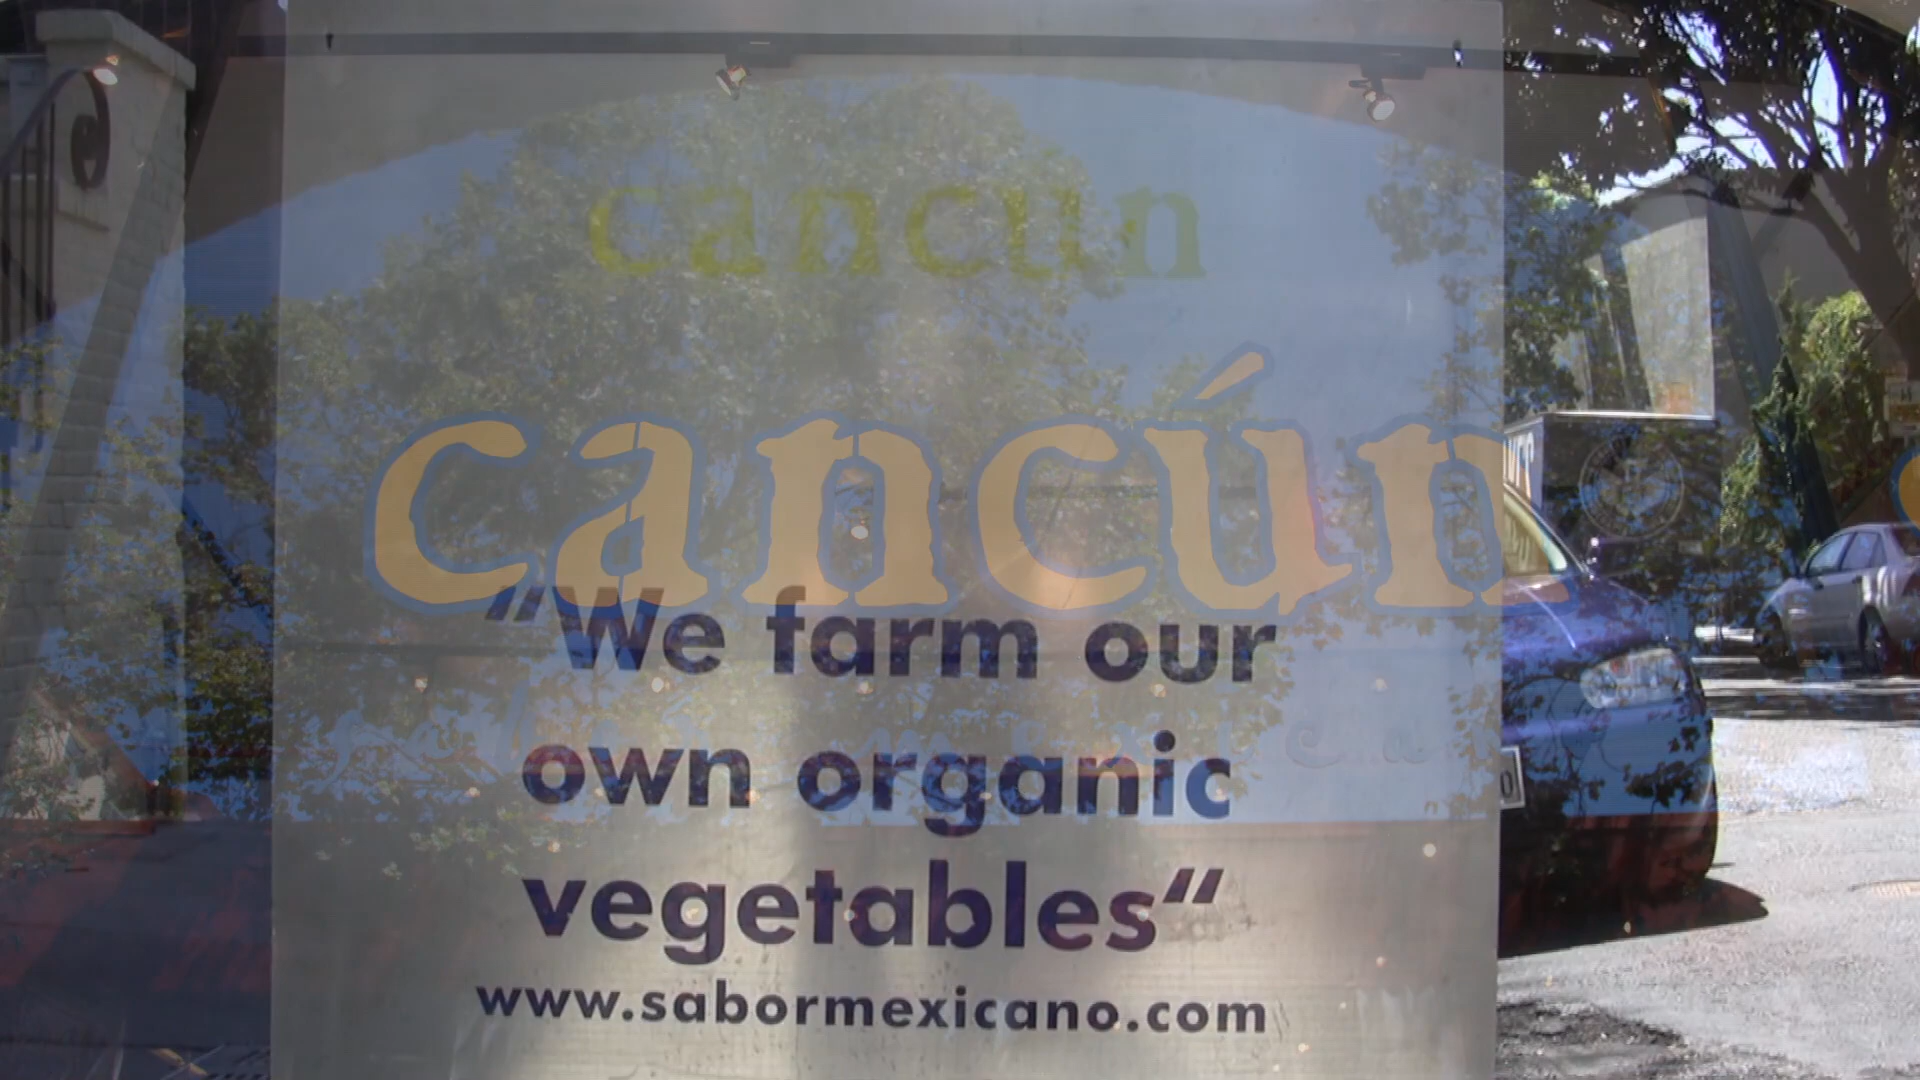 cancun
cancún
"We farm our
own organic
vegetables"
www.sabormexicano.com